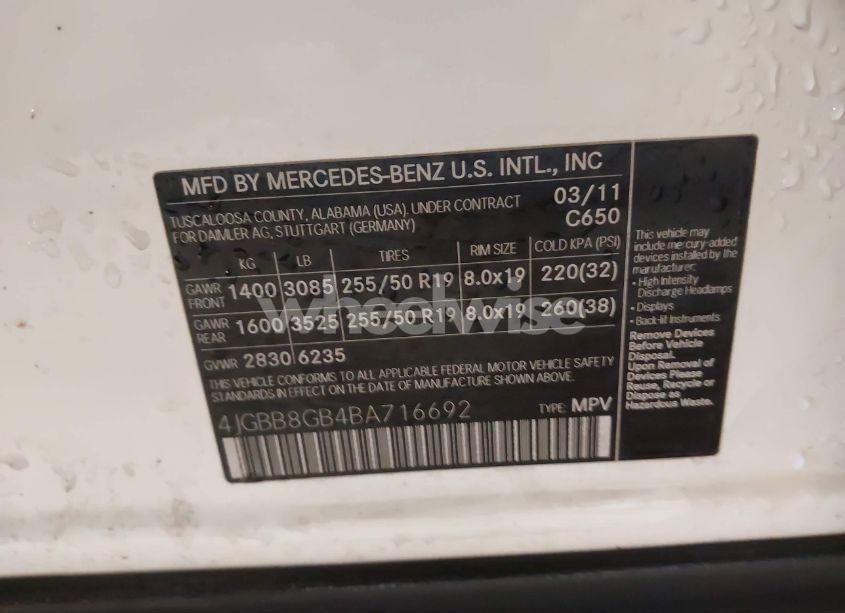 MFD BY MERCEDES-BENZ U.S. INTL., INC
TUSCALOOSA COUNTY, ALABAMA (USA), UNDER CONTRACT 03/11
FOR DAIMLER AG, STUTTGART (GERMANY) C650
KG LB TIRES RIM SIZE COLD KPA (PSI)
GAWR FRONT 1400 3085 255/50 R19 8.0x19 220(32)
GAWR REAR 1600 3525 255/50 R19 8.0x19 260(38)
GVWR 2830 6235
THIS VEHICLE CONFORMS TO ALL APPLICABLE FEDERAL MOTOR VEHICLE SAFETY
STANDARDS IN EFFECT ON THE DATE OF MANUFACTURE SHOWN ABOVE.
4JGBB8GB4BA716692 TYPE: MPV
This vehicle may
include mercury-added
devices installed by the
manufacturer:
- High Intensity
Discharge Headlamps
- Displays
- Back-lit Instruments
Remove Devices
Before Vehicle
Disposal.
Upon Removal of
Devices Please
Reuse, Recycle or
Dispose as
Hazardous Waste.
Wheelwise